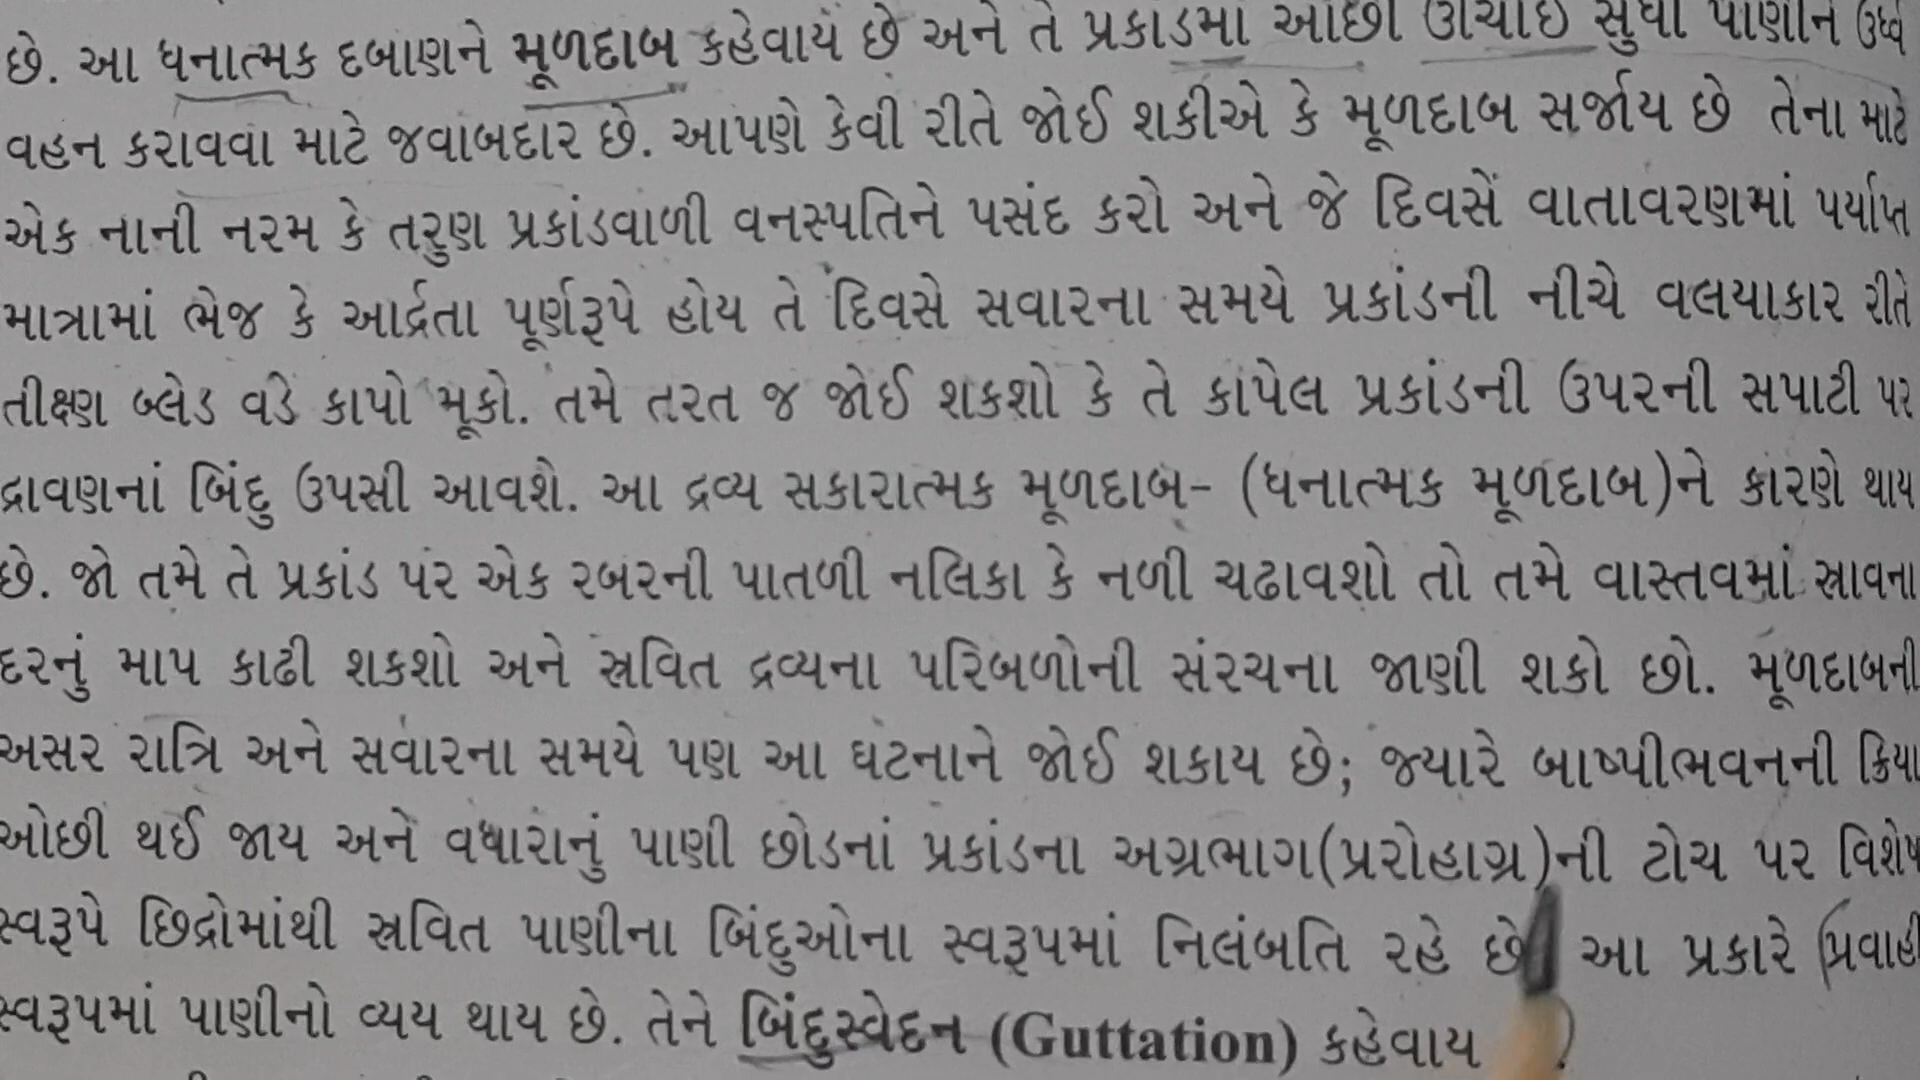 છે. આ ધનાત્મક દબાણને મૂળદાબ કહેવાય છે અને તે પ્રકાંડમાં ઓછી ઊંચાઈ સુધી પાણીને ઉર્ધ્વ
વહન કરાવવા માટે જવાબદાર છે. આપણે કેવી રીતે જોઈ શકીએ કે મૂળદાબ સર્જાય છે તેના માટે
એક નાની નરમ કે તરુણ પ્રકાંડવાળી વનસ્પતિને પસંદ કરો અને જે દિવસે વાતાવરણમાં પર્યાપ્ત
માત્રામાં ભેજ કે આર્દ્રતા પૂર્ણરૂપે હોય તે દિવસે સવારના સમયે પ્રકાંડની નીચે વલયાકાર રીતે
તીક્ષ્ણ બ્લેડ વડે કાપો મૂકો. તમે તરત જ જોઈ શકશો કે તે કાપેલ પ્રકાંડની ઉપરની સપાટી પર
દ્રાવણનાં બિંદુ ઉપસી આવશે. આ દ્રવ્ય સકારાત્મક મૂળદાબ- (ધનાત્મક મૂળદાબ)ને કારણે થાય
છે. જો તમે તે પ્રકાંડ પર એક રબરની પાતળી નલિકા કે નળી ચઢાવશો તો તમે વાસ્તવમાં સ્રાવના
દરનું માપ કાઢી શકશો અને સ્રવિત દ્રવ્યના પરિબળોની સંરચના જાણી શકો છો. મૂળદાબની
અસર રાત્રિ અને સવારના સમયે પણ આ ઘટનાને જોઈ શકાય છે; જ્યારે બાષ્પીભવનની ક્રિયા
ઓછી થઈ જાય અને વધારાનું પાણી છોડનાં પ્રકાંડના અગ્રભાગ(પ્રરોહાગ્ર)ની ટોચ પર વિશેષ
સ્વરૂપે છિદ્રોમાંથી સ્રવિત પાણીના બિંદુઓના સ્વરૂપમાં નિલંબતિ રહે છે આ પ્રકારે પ્રવાહી
સ્વરૂપમાં પાણીનો વ્યય થાય છે. તેને બિંદુસ્વેદન (Guttation) કહેવાય